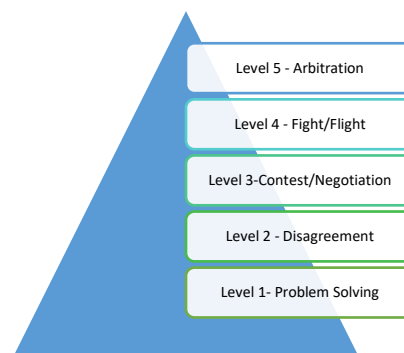 Level 5 - Arbitration
Level 4 - Fight/Flight
Level 3-Contest/Negotiation
Level 2 - Disagreement
Level 1- Problem Solving